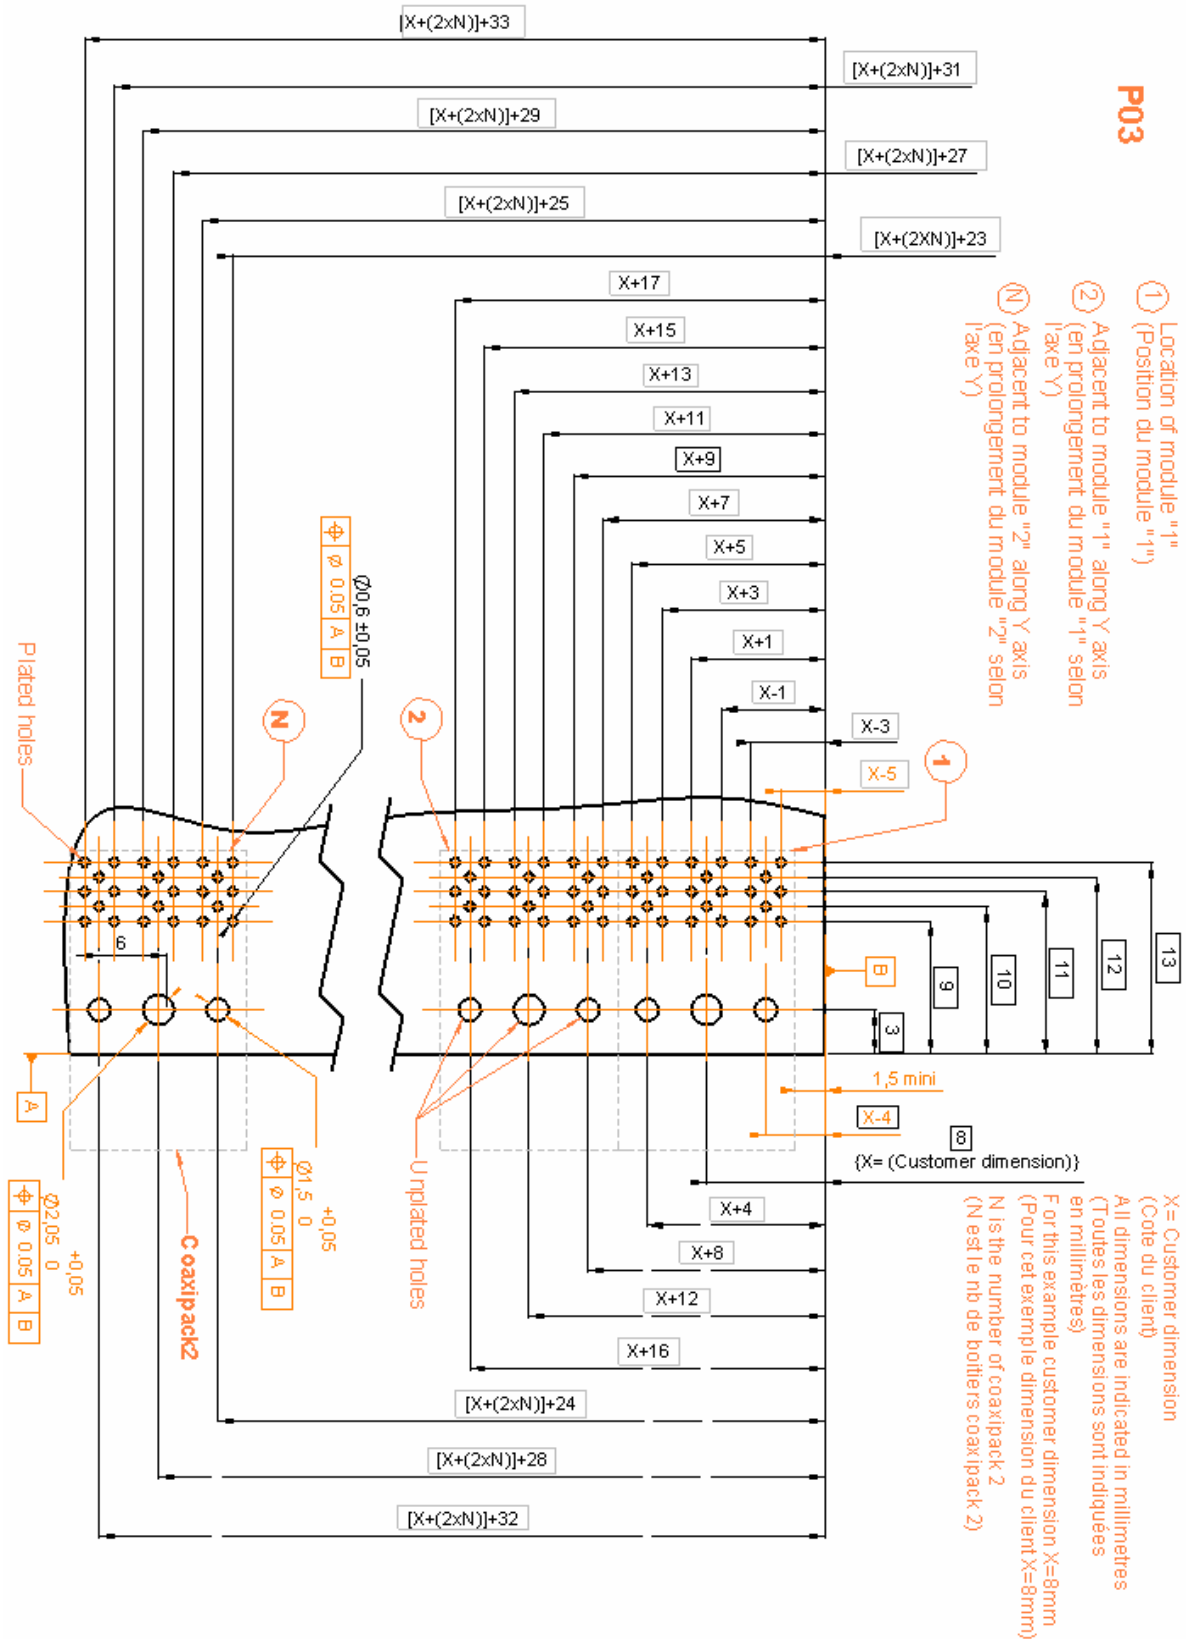 [X+(2xN)]+33
[X+(2xN)]+31
[X+(2xN)]+29
[X+(2xN)]+27
[X+(2xN)]+25
[X+(2XN)]+23
P03
1 Location of module "1"
(Position du module "1")
2 Adjacent to module "1" along Y axis
(en prolongement du module "1" selon
l'axe Y)
N Adjacent to module "2" along Y axis
(en prolongement du module "2" selon
l'axe Y)
X+17
X+15
X+13
X+11
X+9
X+7
X+5
X+3
X+1
X-1
X-3
X-5
Ø0,6 ±0,05
⌖ Ø 0.05 A B
Plated holes
N
2
1
6
B
9
10
11
12
13
3
1,5 mini
X-4
8
{X= (Customer dimension)}
A
X+4
X+8
X+12
X+16
[X+(2xN)]+24
[X+(2xN)]+28
[X+(2xN)]+32
Unplated holes
Coaxipack2
Ø1,5 +0,05 0
⌖ Ø 0.05 A B
Ø2,05 +0,05 0
⌖ Ø 0.05 A B
X= Customer dimension
(Cote du client)
All dimensions are indicated in millimetres
(Toutes les dimensions sont indiquées
en millimètres)
For this example customer dimension X=8mm
(Pour cet exemple dimension du client X=8mm)
N is the number of coaxipack 2
(N est le nb de boitiers coaxipack 2)